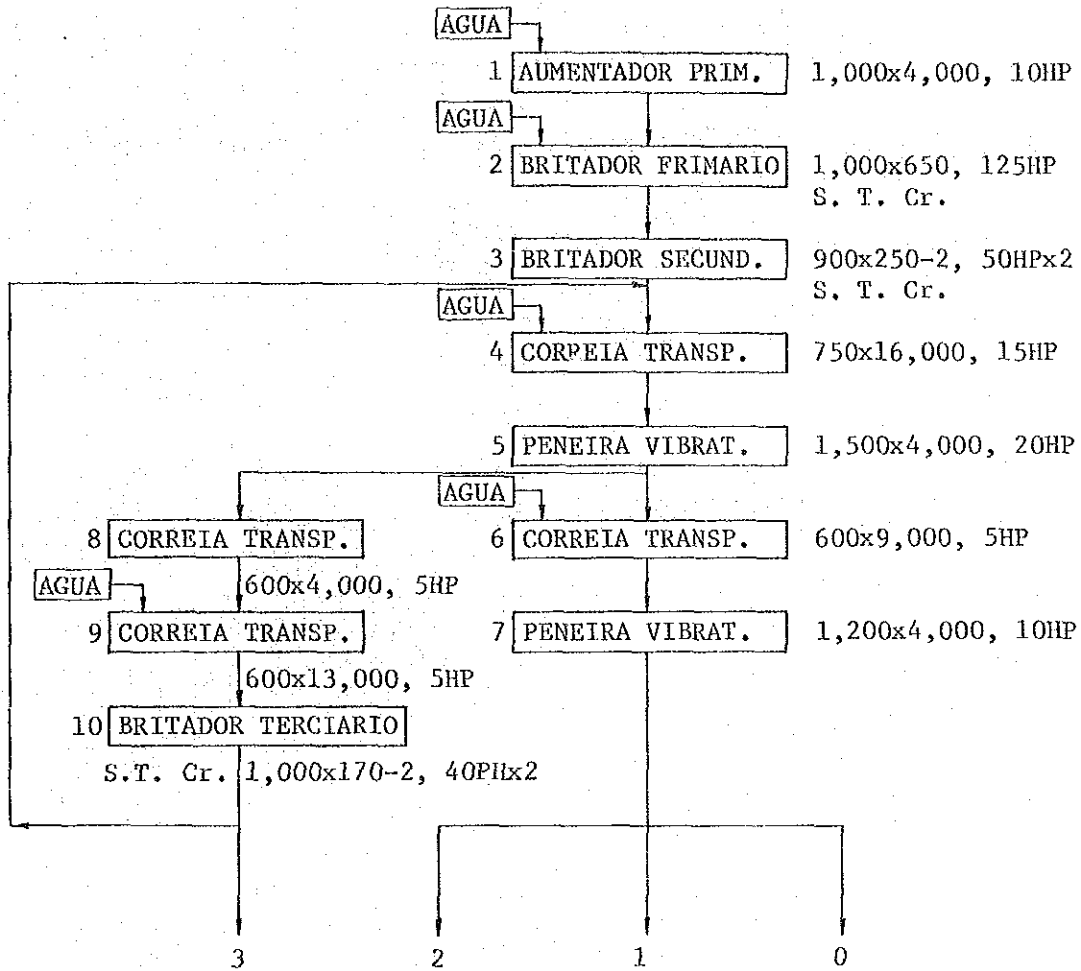 AGUA
1 AUMENTADOR PRIM. 1,000x4,000, 10HP
AGUA
2 BRITADOR FRIMARIO 1,000x650, 125HP
S. T. Cr.
3 BRITADOR SECUND. 900x250-2, 50HPx2
S. T. Cr.
AGUA
4 CORREIA TRANSP. 750x16,000, 15HP
5 PENEIRA VIBRAT. 1,500x4,000, 20HP
AGUA
8 CORREIA TRANSP. 6 CORREIA TRANSP. 600x9,000, 5HP
AGUA 600x4,000, 5HP
9 CORREIA TRANSP. 7 PENEIRA VIBRAT. 1,200x4,000, 10HP
600x13,000, 5HP
10 BRITADOR TERCIARIO
S.T. Cr. 1,000x170-2, 40PHx2
3 2 1 0